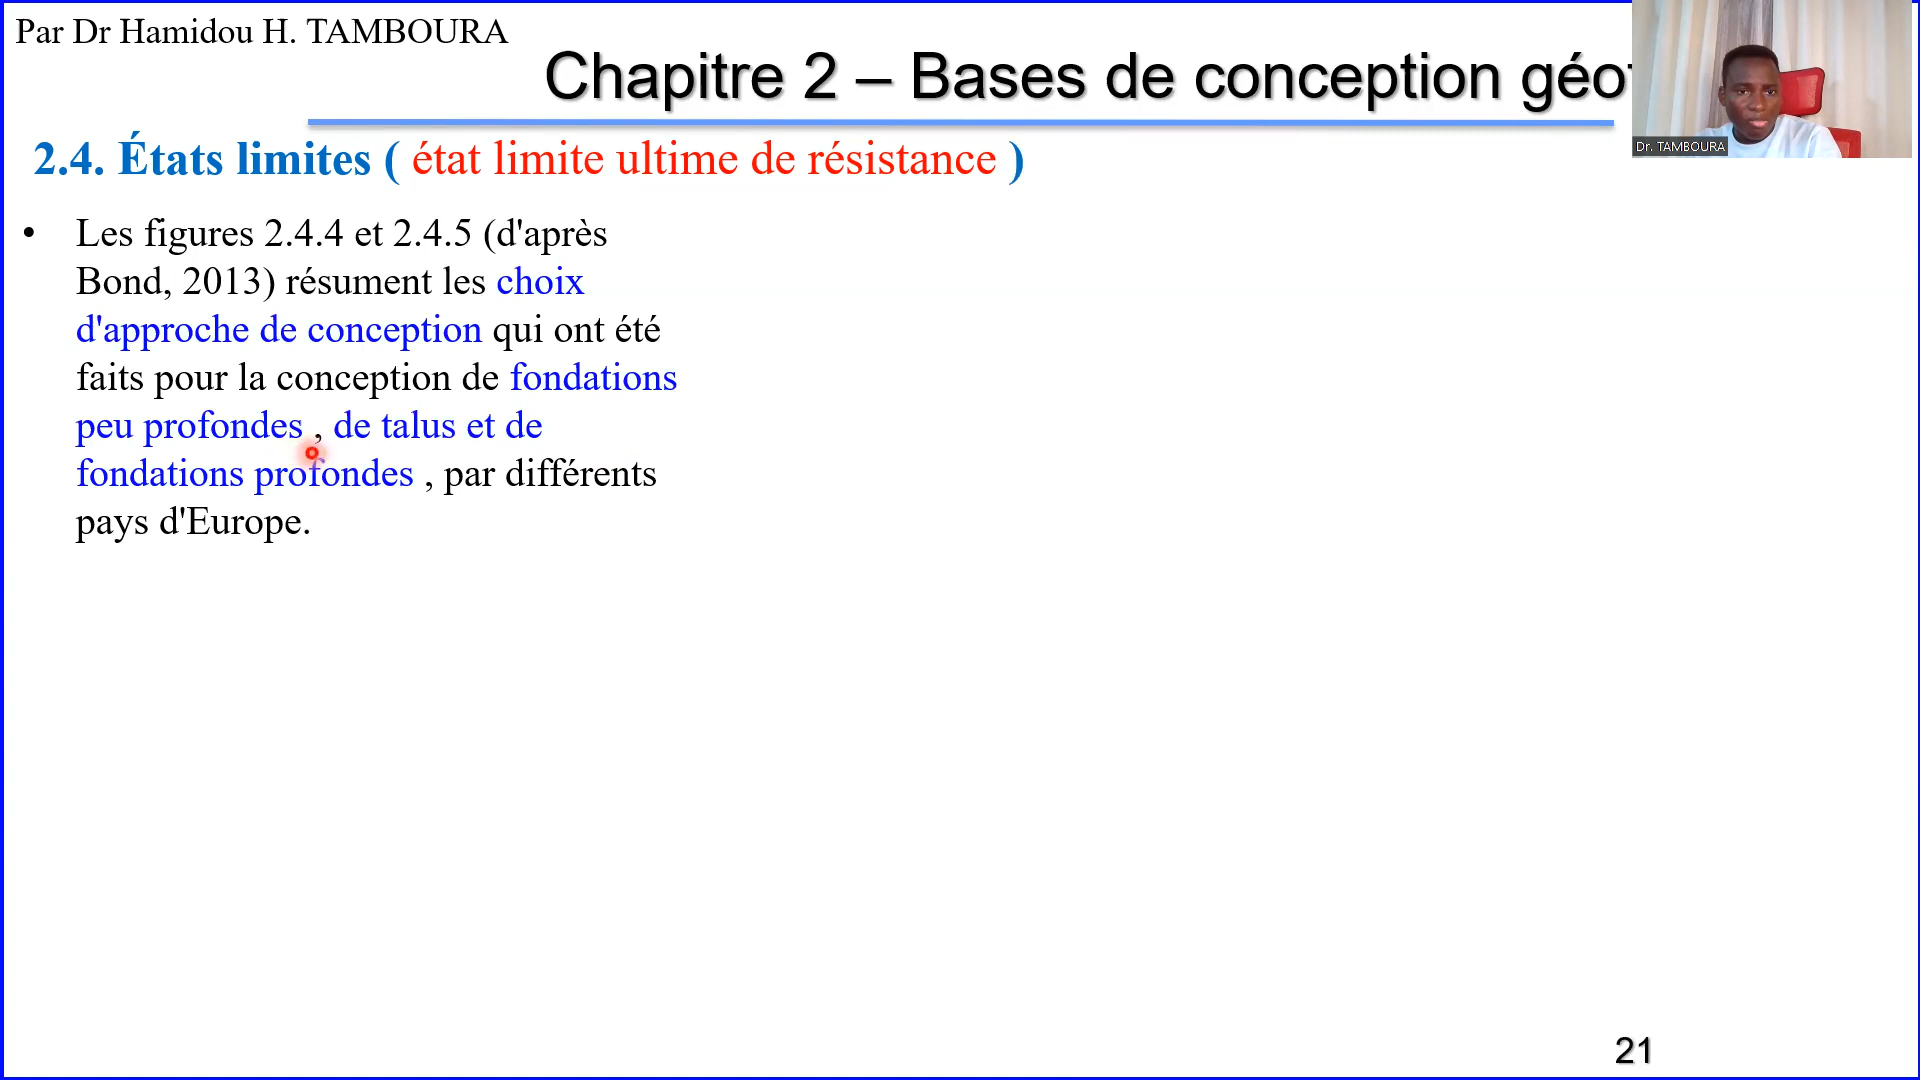 Par Dr Hamidou H. TAMBOURA
Chapitre 2 – Bases de conception géot
Dr. TAMBOURA
2.4. États limites ( état limite ultime de résistance )
• Les figures 2.4.4 et 2.4.5 (d'après
Bond, 2013) résument les choix
d'approche de conception qui ont été
faits pour la conception de fondations
peu profondes , de talus et de
fondations profondes , par différents
pays d'Europe.
21